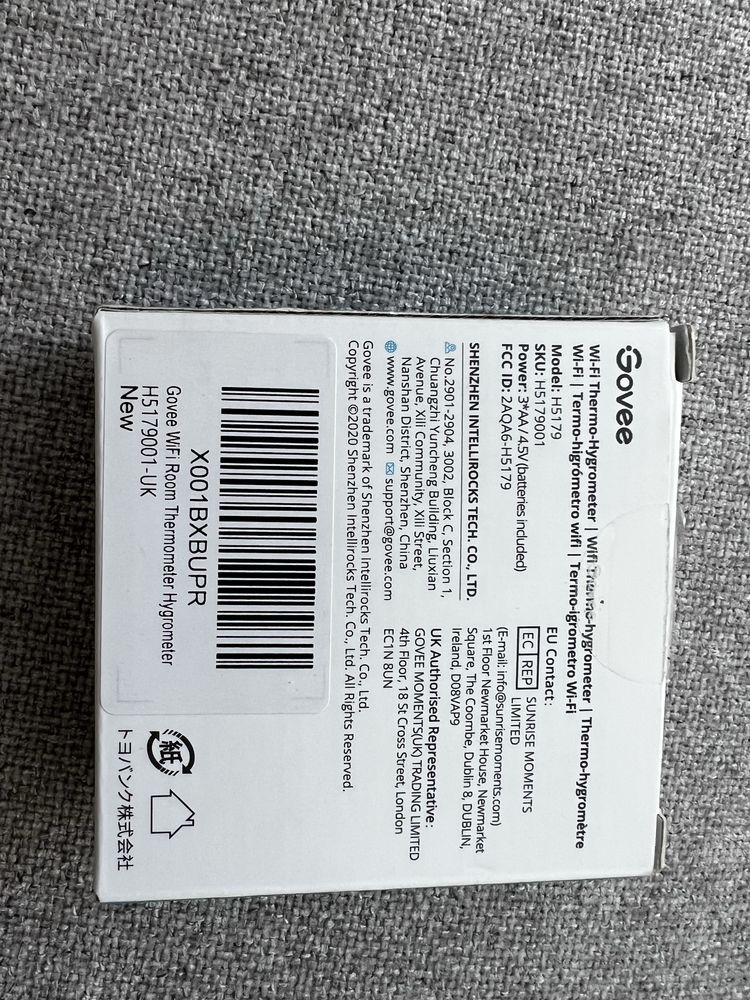 Govee
Wi-Fi Thermo-Hygrometer | Wifi Thermo-hygrometer | Thermo-hygromètre
Wi-Fi | Termo-higrómetro wifi | Termo-igrometro Wi-Fi
Model: H5179
SKU: H5179001
Power: 3*AA / 4.5V (batteries included)
FCC ID: 2AQA6-H5179
SHENZHEN INTELLIROCKS TECH. CO., LTD.
No.2901-2904, 3002, Block C, Section 1,
Chuangzhi Yuncheng Building, Liuxian
Avenue, Xili Community, Xili Street,
Nanshan District, Shenzhen, China
www.govee.com support@govee.com
EU Contact:
EC REP SUNRISE MOMENTS
LIMITED
(E-mail: info@sunrisemoments.com)
1st Floor Newmarket House, Newmarket
Square, The Coombe, Dublin 8, DUBLIN,
Ireland, D08VAP9
UK Authorised Representative:
GOVEE MOMENTS(UK) TRADING LIMITED
4th Floor, 18 St Cross Street, London
EC1N 8UN
Govee is a trademark of Shenzhen Intellirocks Tech. Co., Ltd.
Copyright ©2020 Shenzhen Intellirocks Tech. Co., Ltd. All Rights Reserved.
X001BXBUPR
Govee WiFi Room Thermometer Hygrometer
H5179001-UK
New
紙
トヨバンク株式会社